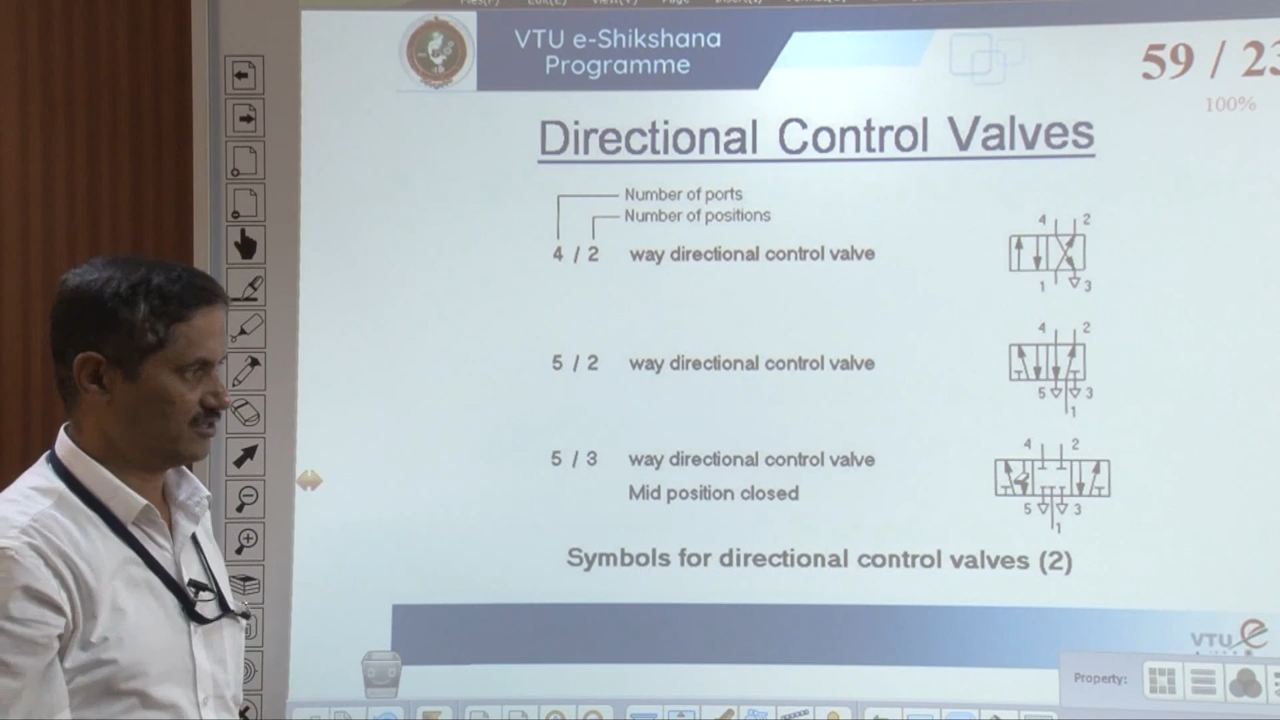 VTU e-Shikshana
Programme
59 / 23
100%
Directional Control Valves
Number of ports
Number of positions
4 / 2 way directional control valve
4 2
1 3
5 / 2 way directional control valve
4 2
5 3
1
5 / 3 way directional control valve
Mid position closed
4 2
5 3
1
Symbols for directional control valves (2)
VTU e
Property: